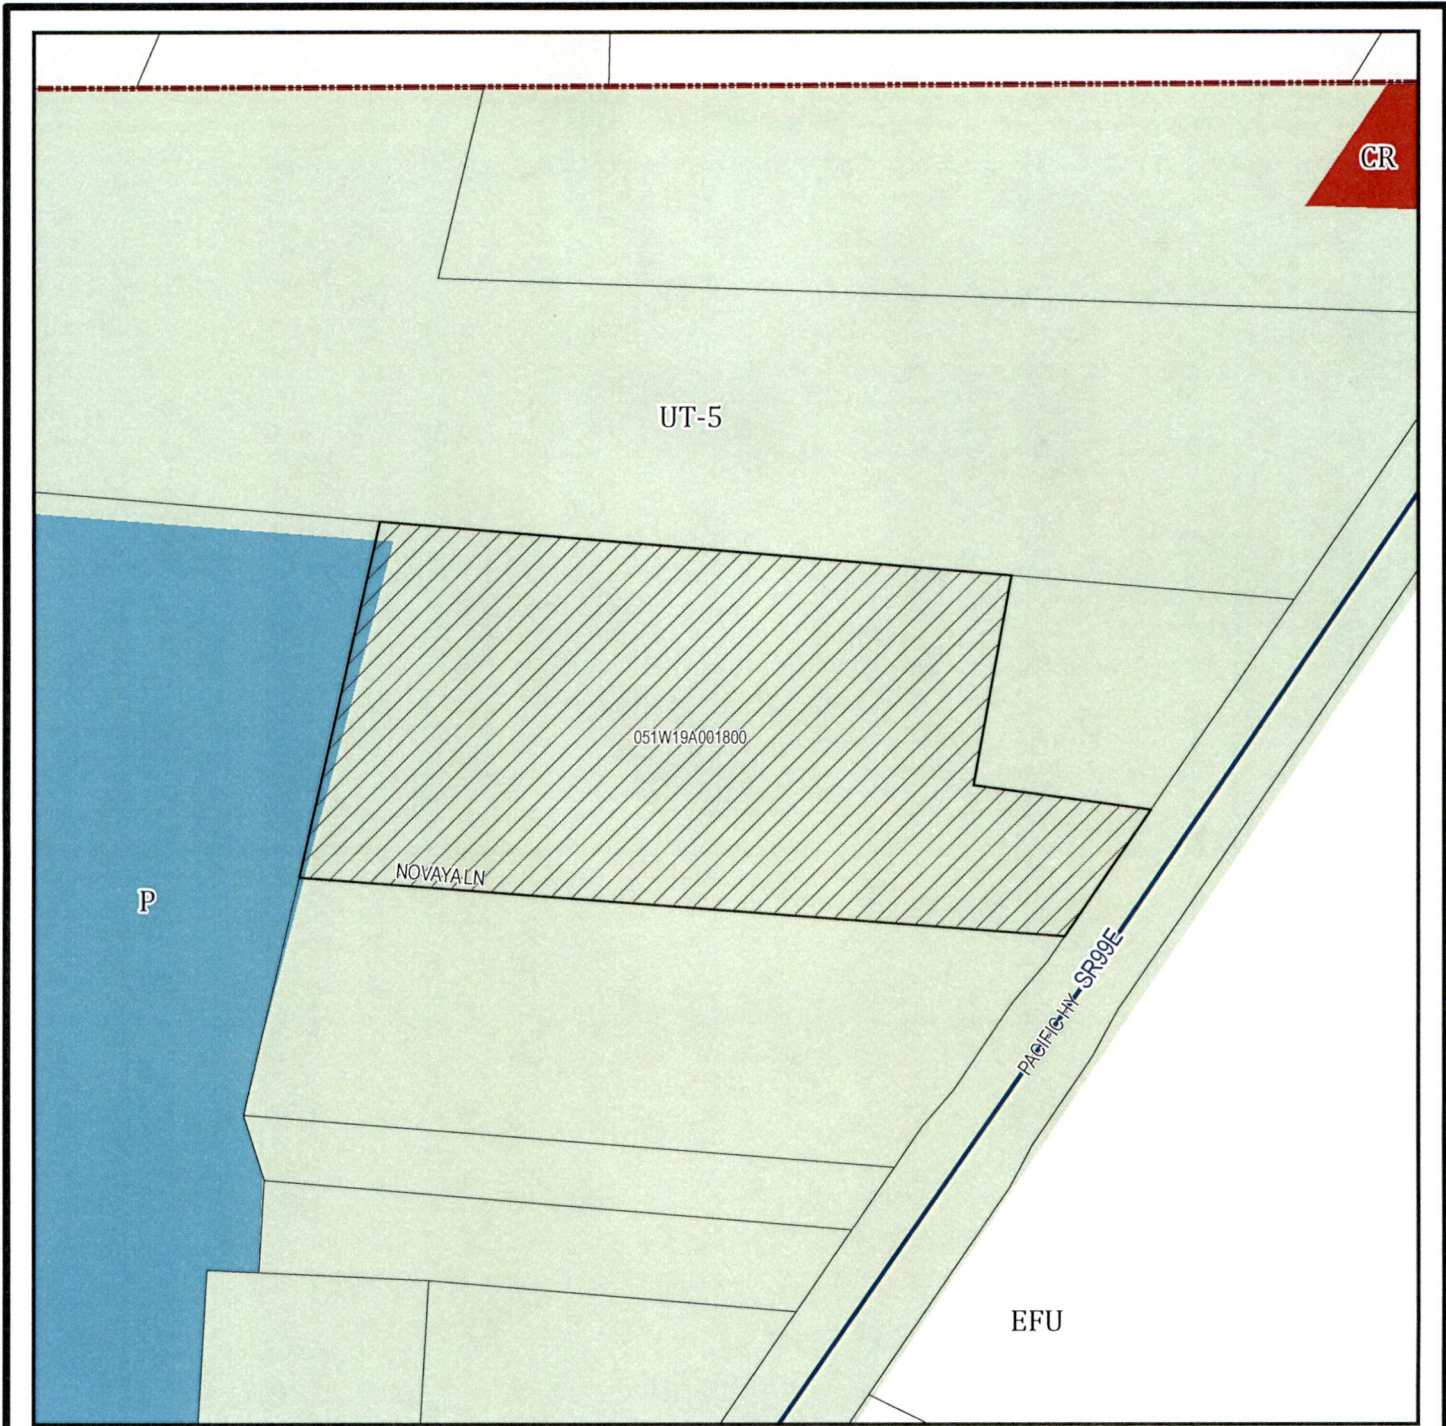 CR
UT-5
051W19A001800
NOVAYA LN
P
PACIFIC HY
SR99E
EFU